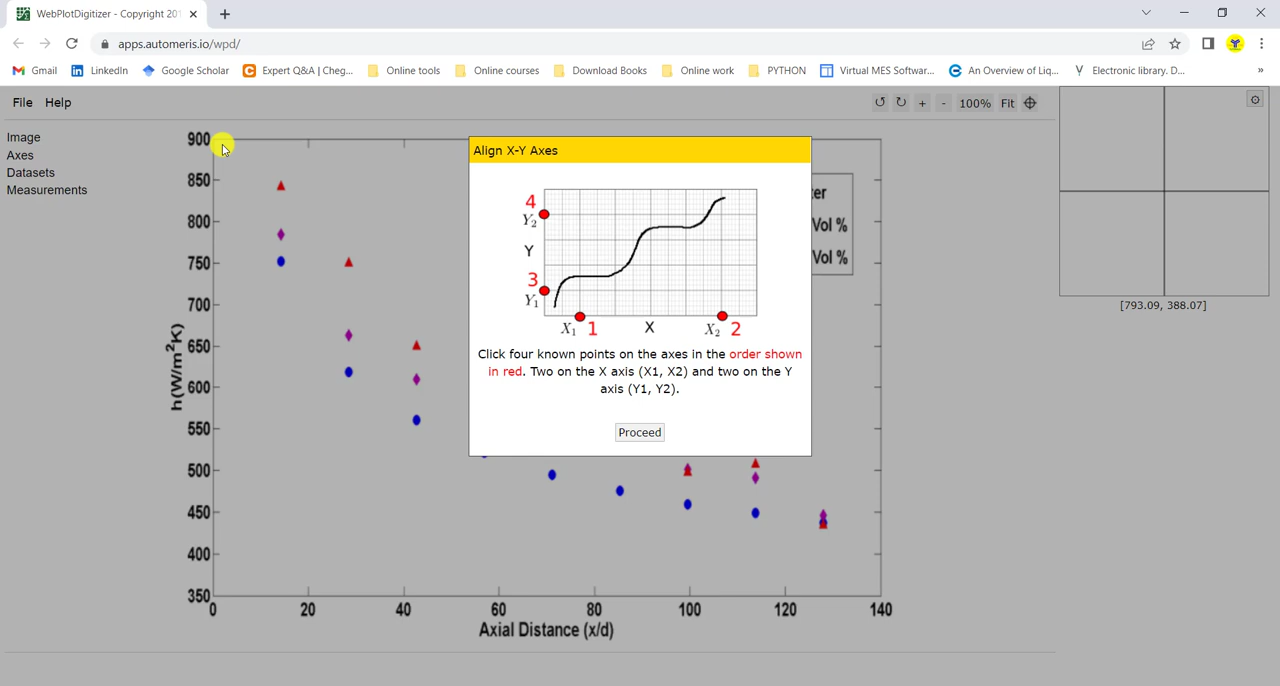 WebPlotDigitizer - Copyright 201
apps.automeris.io/wpd/
Gmail
LinkedIn
Google Scholar
Expert Q&A | Cheg...
Online tools
Online courses
Download Books
Online work
PYTHON
Virtual MES Softwar...
An Overview of Liq...
Electronic library. D...
»
File Help
+ - 100% Fit
Image
Axes
Datasets
Measurements
Align X-Y Axes
4
Y2
Y
3
Y1
X1 1 X X2 2
Click four known points on the axes in the order shown
in red. Two on the X axis (X1, X2) and two on the Y
axis (Y1, Y2).
Proceed
[793.09, 388.07]
900
850
800
750
700
650
600
550
500
450
400
350
h(W/m²K)
ter
Vol %
Vol %
0 20 40 60 80 100 120 140
Axial Distance (x/d)